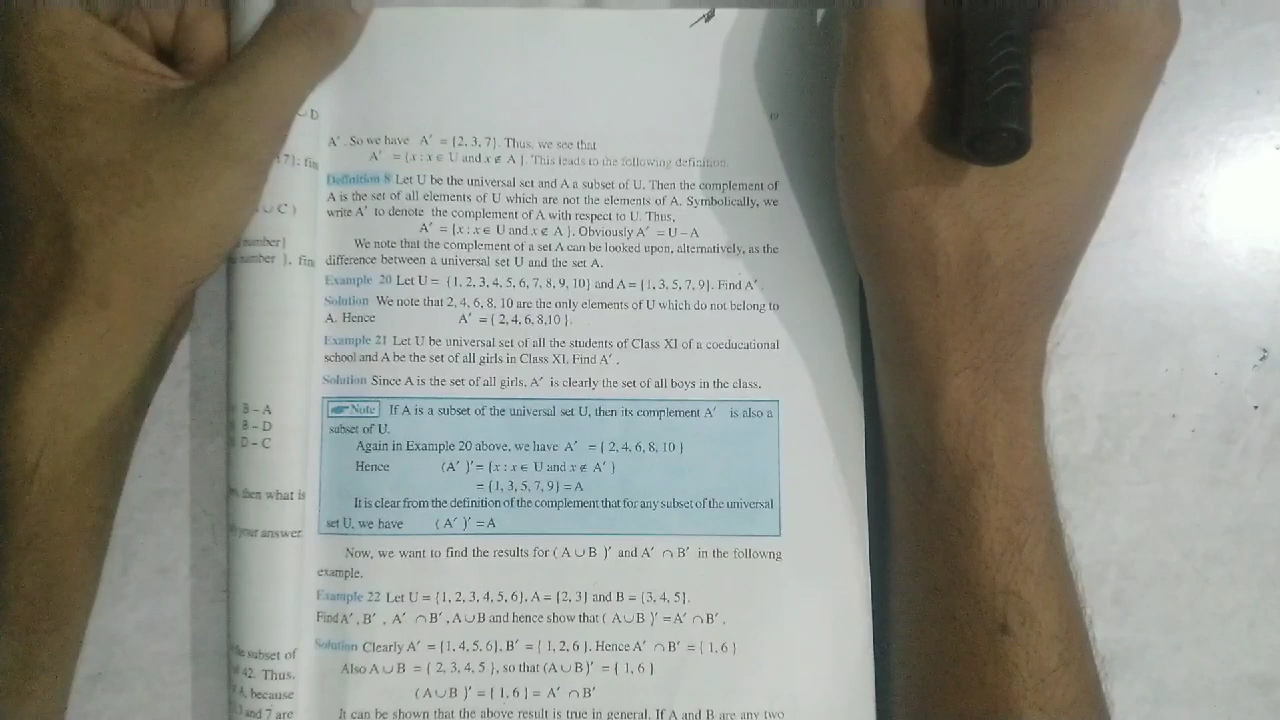 A′. So we have A′ = {2, 3, 7}. Thus, we see that
A′ = {x : x ∈ U and x ∉ A }. This leads to the following definition.
Definition 8 Let U be the universal set and A a subset of U. Then the complement of
A is the set of all elements of U which are not the elements of A. Symbolically, we
write A′ to denote the complement of A with respect to U. Thus,
A′ = {x : x ∈ U and x ∉ A }. Obviously A′ = U – A
We note that the complement of a set A can be looked upon, alternatively, as the
difference between a universal set U and the set A.
Example 20 Let U = {1, 2, 3, 4, 5, 6, 7, 8, 9, 10} and A = {1, 3, 5, 7, 9}. Find A′.
Solution We note that 2, 4, 6, 8, 10 are the only elements of U which do not belong to
A. Hence A′ = { 2, 4, 6, 8,10 }.
Example 21 Let U be universal set of all the students of Class XI of a coeducational
school and A be the set of all girls in Class XI. Find A′.
Solution Since A is the set of all girls, A′ is clearly the set of all boys in the class.
Note If A is a subset of the universal set U, then its complement A′ is also a
subset of U.
Again in Example 20 above, we have A′ = { 2, 4, 6, 8, 10 }
Hence (A′ )′ = {x : x ∈ U and x ∉ A′ }
= {1, 3, 5, 7, 9} = A
It is clear from the definition of the complement that for any subset of the universal
set U, we have ( A′ )′ = A
Now, we want to find the results for ( A ∪ B )′ and A′ ∩ B′ in the followng
example.
Example 22 Let U = {1, 2, 3, 4, 5, 6}, A = {2, 3} and B = {3, 4, 5}.
Find A′, B′ , A′ ∩ B′, A ∪ B and hence show that ( A ∪ B )′ = A′ ∩ B′.
Solution Clearly A′ = {1, 4, 5, 6}, B′ = { 1, 2, 6 }. Hence A′ ∩ B′ = { 1, 6 }
Also A ∪ B = { 2, 3, 4, 5 }, so that (A ∪ B)′ = { 1, 6 }
( A ∪ B )′ = { 1, 6 } = A′ ∩ B′
It can be shown that the above result is true in general. If A and B are any two
∪ D
7}; fin
∪ C )
number}
number }, fin
B – A
B – D
D – C
then what is
your answer.
subset of
42. Thus,
A, because
and 7 are